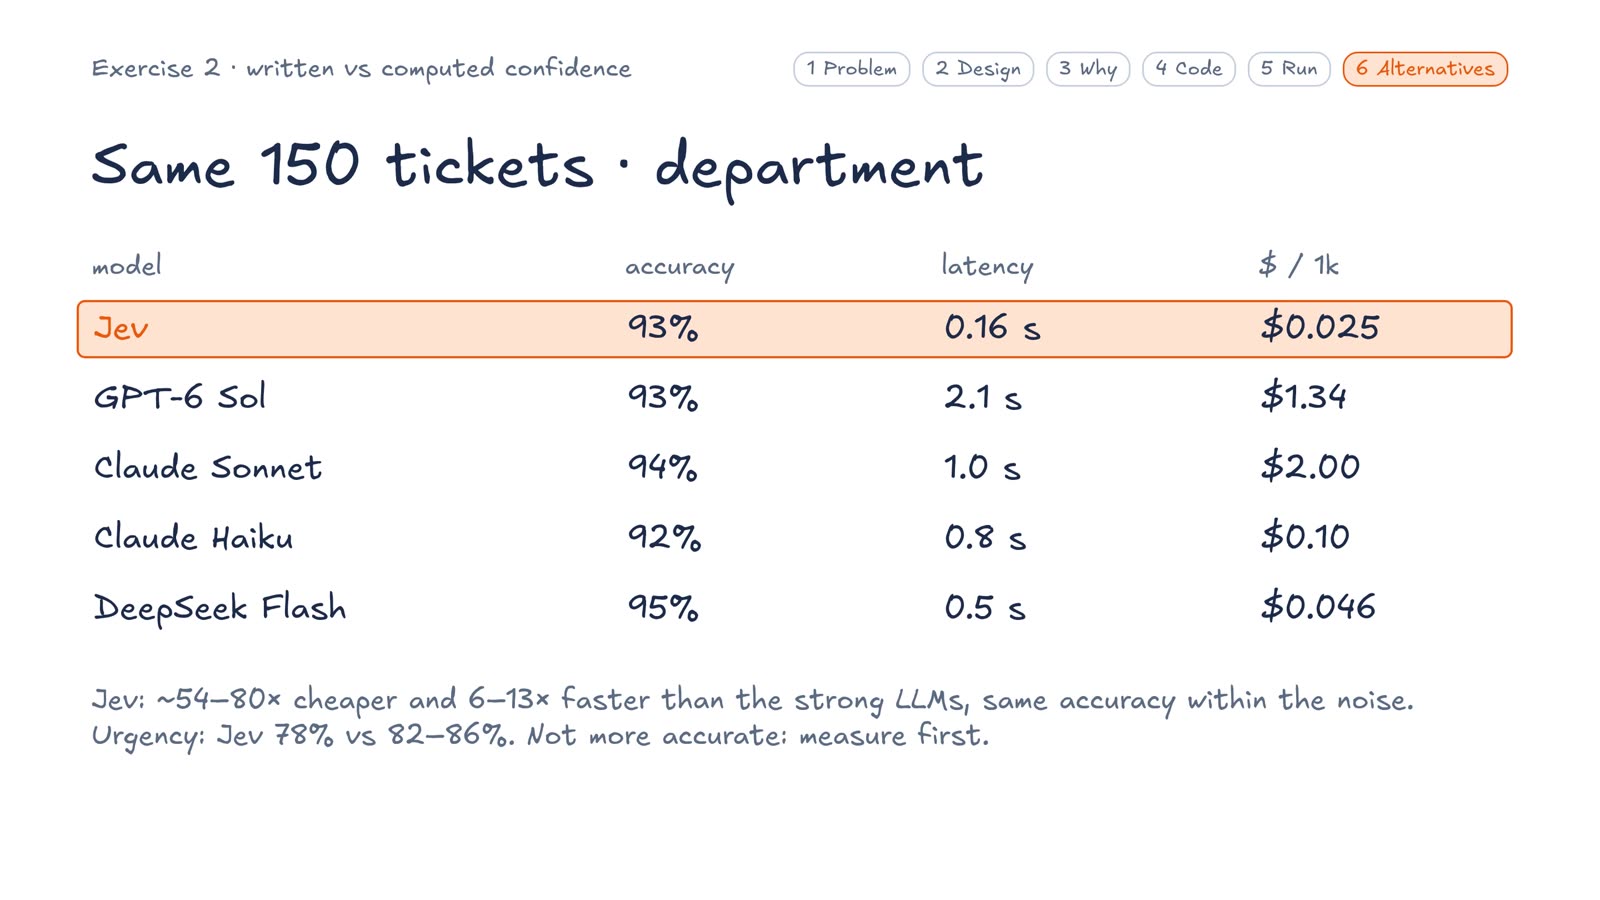 Exercise 2 · written vs computed confidence
1 Problem 2 Design 3 Why 4 Code 5 Run 6 Alternatives
Same 150 tickets · department
model accuracy latency $ / 1k
Jev 93% 0.16 s $0.025
GPT-6 Sol 93% 2.1 s $1.34
Claude Sonnet 94% 1.0 s $2.00
Claude Haiku 92% 0.8 s $0.10
DeepSeek Flash 95% 0.5 s $0.046
Jev: ~54–80× cheaper and 6–13× faster than the strong LLMs, same accuracy within the noise.
Urgency: Jev 78% vs 82–86%. Not more accurate: measure first.